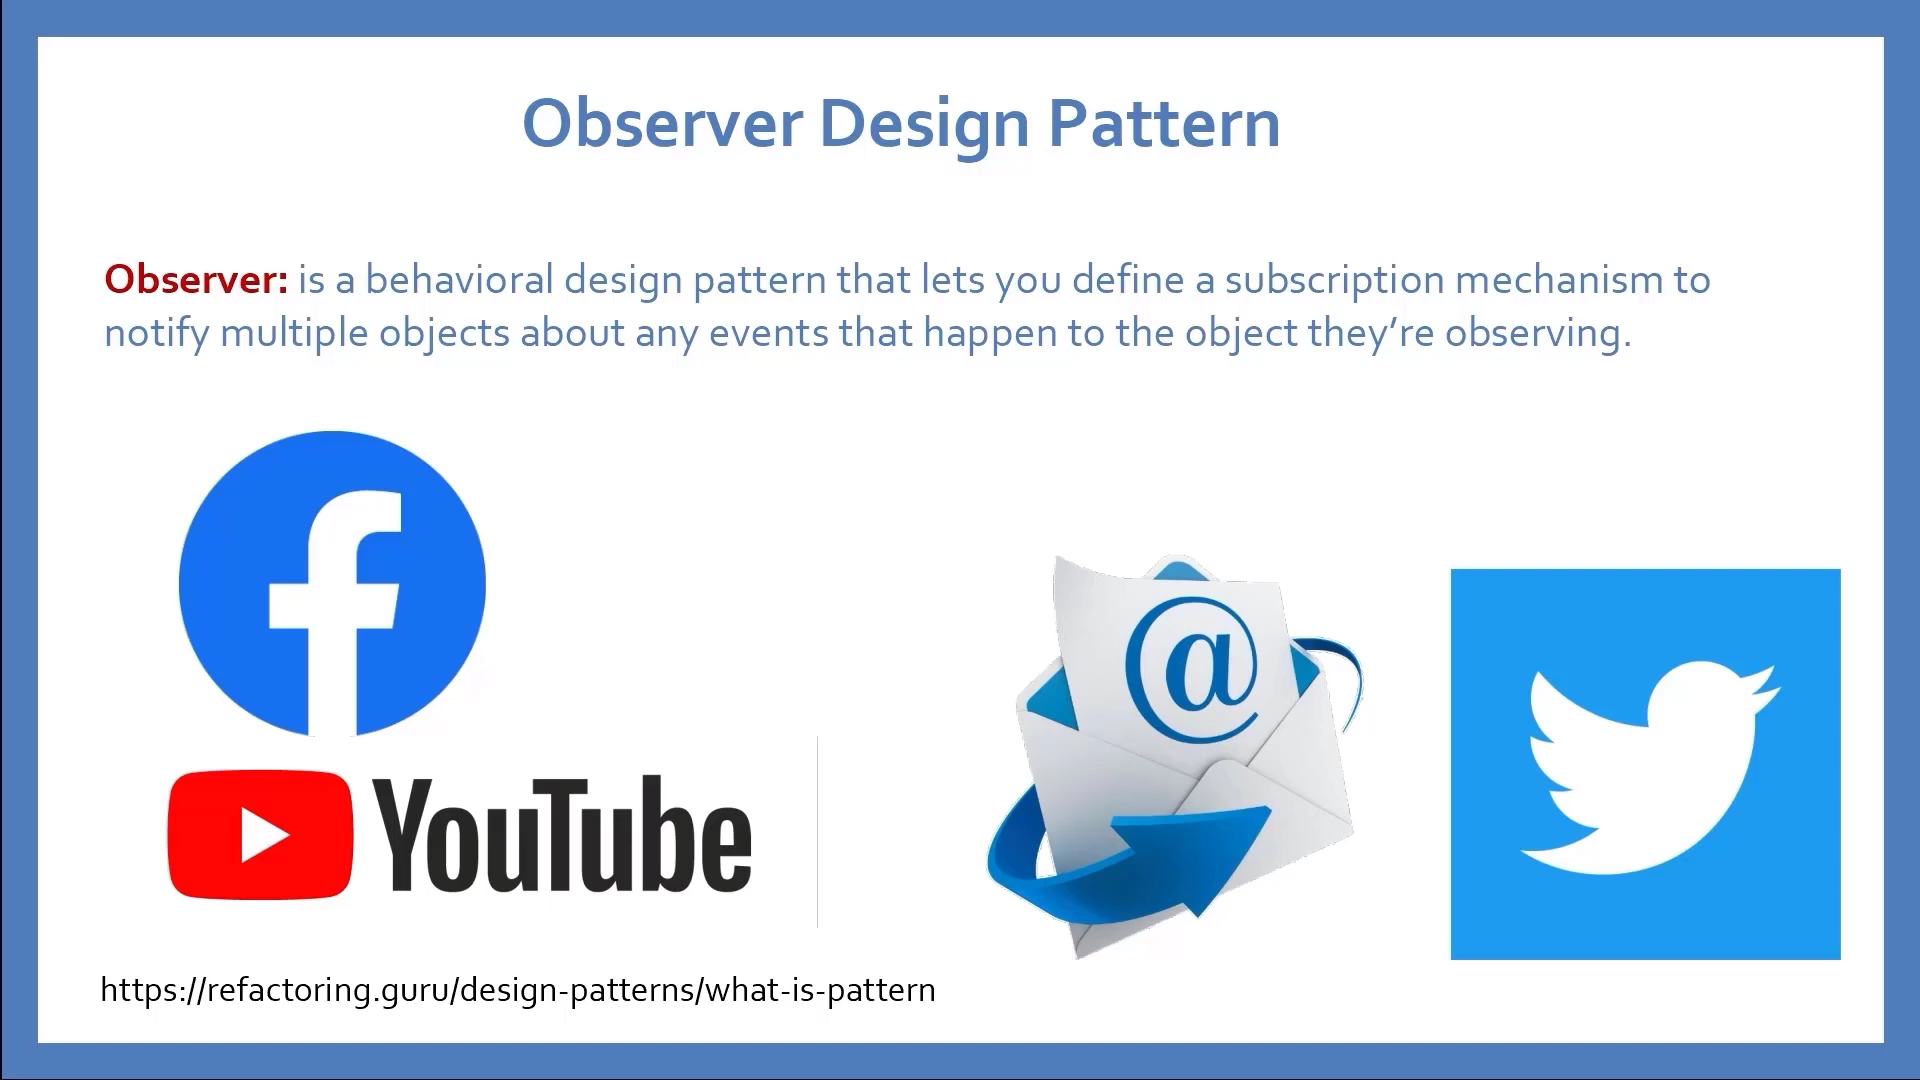 Observer Design Pattern
Observer: is a behavioral design pattern that lets you define a subscription mechanism to
notify multiple objects about any events that happen to the object they’re observing.
f
@
YouTube
https://refactoring.guru/design-patterns/what-is-pattern